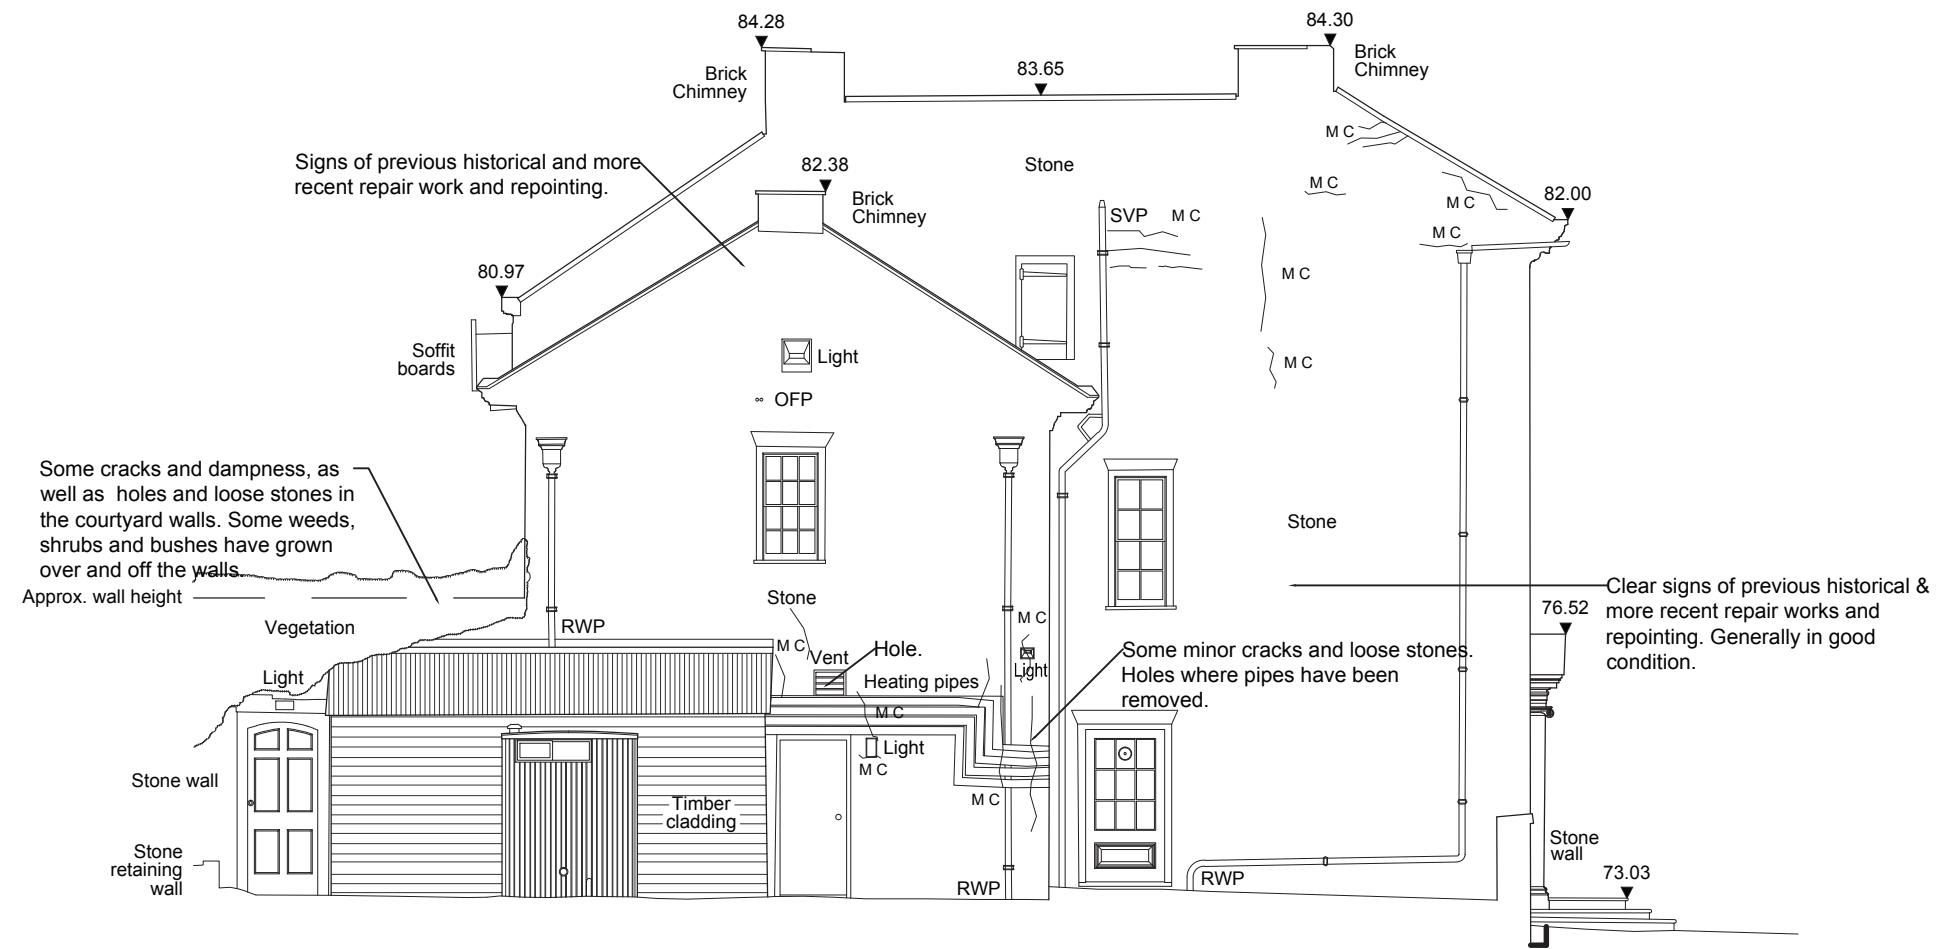 84.28
84.30
Brick
Chimney
83.65
Brick
Chimney
M C
Signs of previous historical and more
recent repair work and repointing.
82.38
Stone
M C
M C
82.00
Brick
Chimney
SVP
M C
M C
80.97
M C
Soffit
boards
Light
M C
OFP
Some cracks and dampness, as
well as holes and loose stones in
the courtyard walls. Some weeds,
shrubs and bushes have grown
over and off the walls.
Stone
Approx. wall height
Stone
Clear signs of previous historical &
more recent repair works and
repointing. Generally in good
condition.
76.52
Vegetation
RWP
M C
M C
Vent
Hole.
Light
Some minor cracks and loose stones.
Holes where pipes have been
removed.
Light
Heating pipes
M C
Light
M C
Stone wall
Timber
cladding
M C
Stone
retaining
wall
Stone
wall
RWP
RWP
73.03